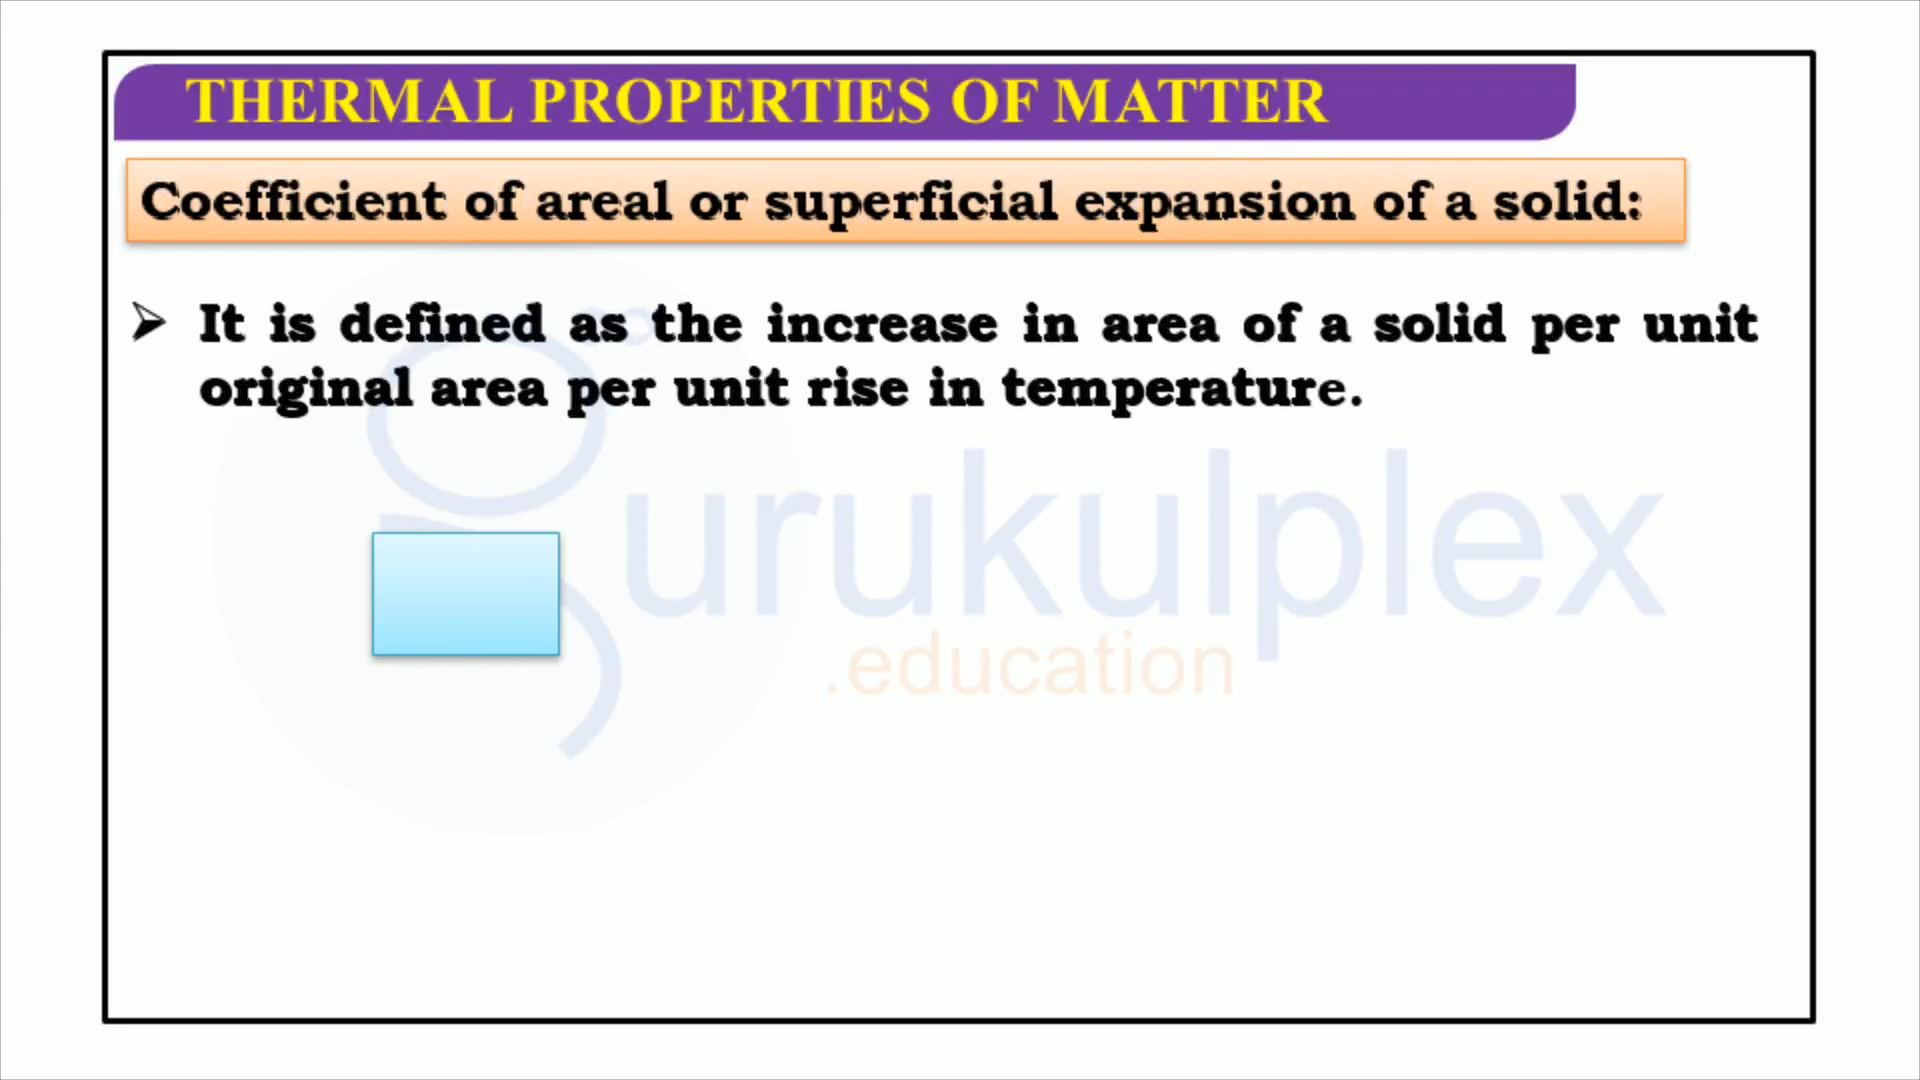 THERMAL PROPERTIES OF MATTER
Coefficient of areal or superficial expansion of a solid:
It is defined as the increase in area of a solid per unit
original area per unit rise in temperature.
gurukulplex
.education